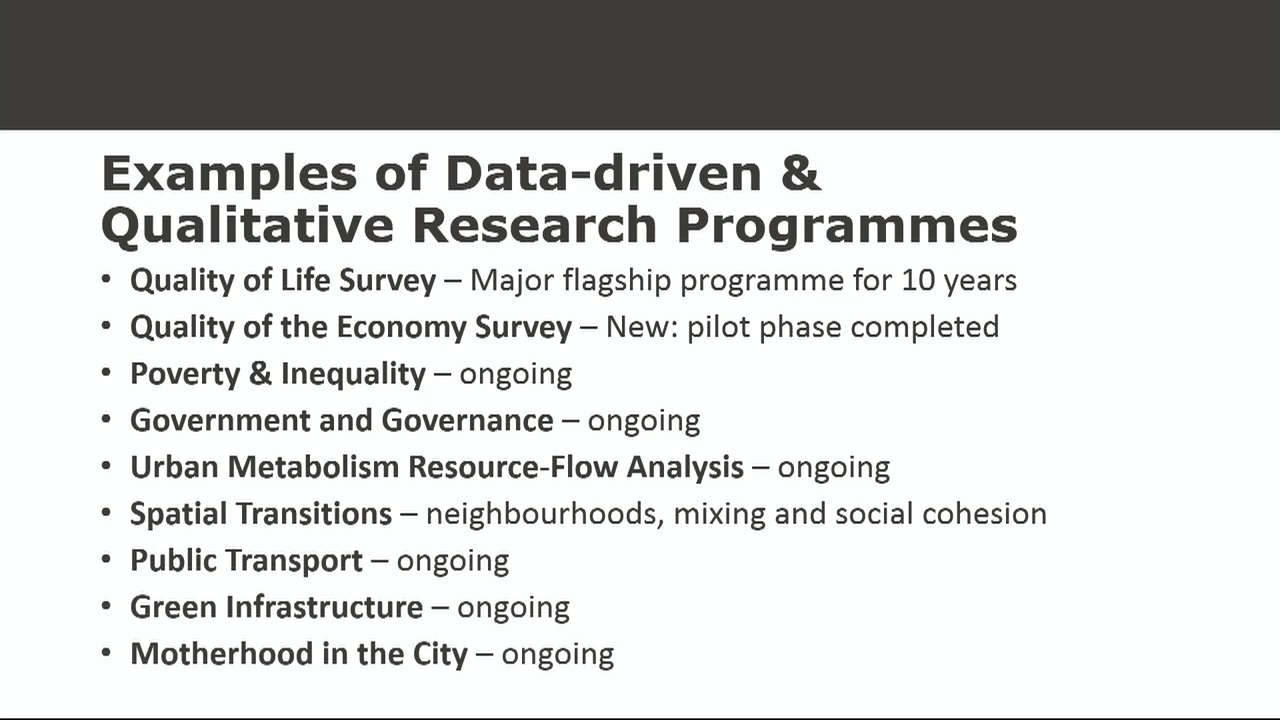 Examples of Data-driven &
Qualitative Research Programmes
• Quality of Life Survey – Major flagship programme for 10 years
• Quality of the Economy Survey – New: pilot phase completed
• Poverty & Inequality – ongoing
• Government and Governance – ongoing
• Urban Metabolism Resource-Flow Analysis – ongoing
• Spatial Transitions – neighbourhoods, mixing and social cohesion
• Public Transport – ongoing
• Green Infrastructure – ongoing
• Motherhood in the City – ongoing